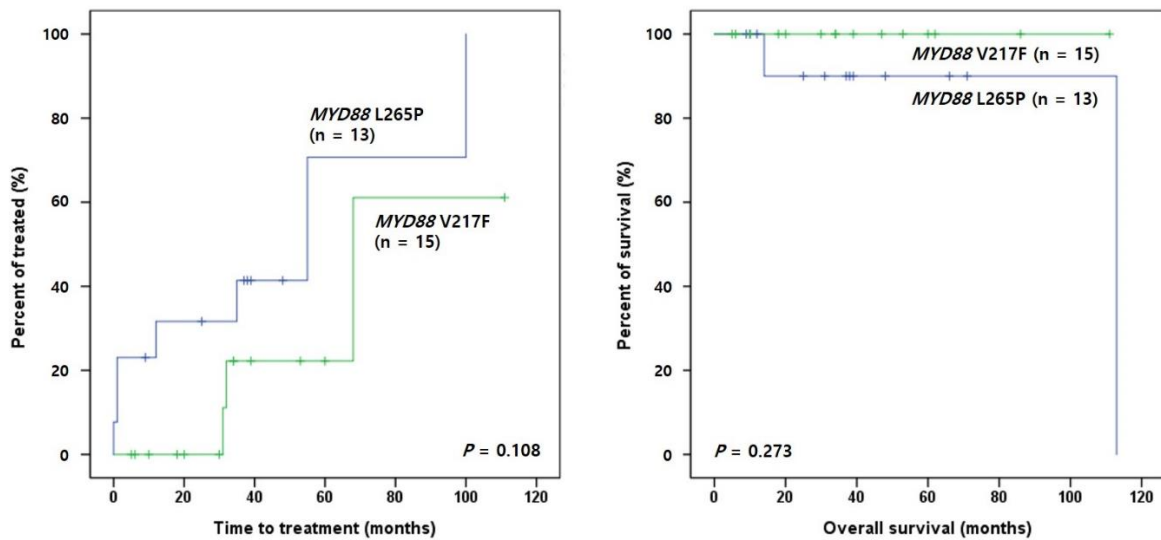 Percent of treated (%)
100
80
60
40
20
0
MYD88 L265P
(n = 13)
MYD88 V217F
(n = 15)
P = 0.108
0 20 40 60 80 100 120
Time to treatment (months)
Percent of survival (%)
100
80
60
40
20
0
MYD88 V217F (n = 15)
MYD88 L265P (n = 13)
P = 0.273
0 20 40 60 80 100 120
Overall survival (months)